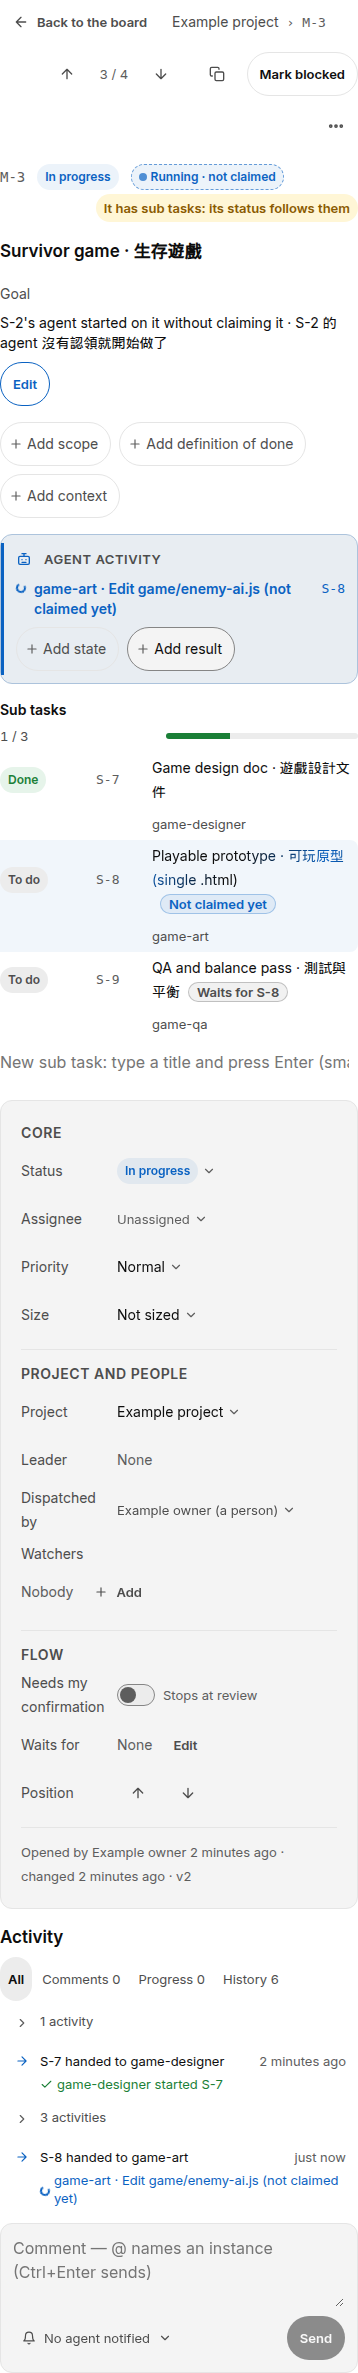 Back to the board Example project › M-3
3 / 4 Mark blocked
M-3 In progress Running · not claimed
It has sub tasks: its status follows them
Survivor game · 生存遊戲
Goal
S-2's agent started on it without claiming it · S-2 的
agent 沒有認領就開始做了
Edit
+ Add scope + Add definition of done
+ Add context
AGENT ACTIVITY
game-art · Edit game/enemy-ai.js (not S-8
claimed yet)
+ Add state + Add result
Sub tasks
1 / 3
Done S-7 Game design doc · 遊戲設計文
件
game-designer
To do S-8 Playable prototype · 可玩原型
(single .html)
Not claimed yet
game-art
To do S-9 QA and balance pass · 測試與
平衡 Waits for S-8
game-qa
New sub task: type a title and press Enter (sma
CORE
Status In progress
Assignee Unassigned
Priority Normal
Size Not sized
PROJECT AND PEOPLE
Project Example project
Leader None
Dispatched
by Example owner (a person)
Watchers
Nobody + Add
FLOW
Needs my
confirmation Stops at review
Waits for None Edit
Position
Opened by Example owner 2 minutes ago ·
changed 2 minutes ago · v2
Activity
All Comments 0 Progress 0 History 6
1 activity
S-7 handed to game-designer 2 minutes ago
game-designer started S-7
3 activities
S-8 handed to game-art just now
game-art · Edit game/enemy-ai.js (not claimed
yet)
Comment — @ names an instance
(Ctrl+Enter sends)
No agent notified Send